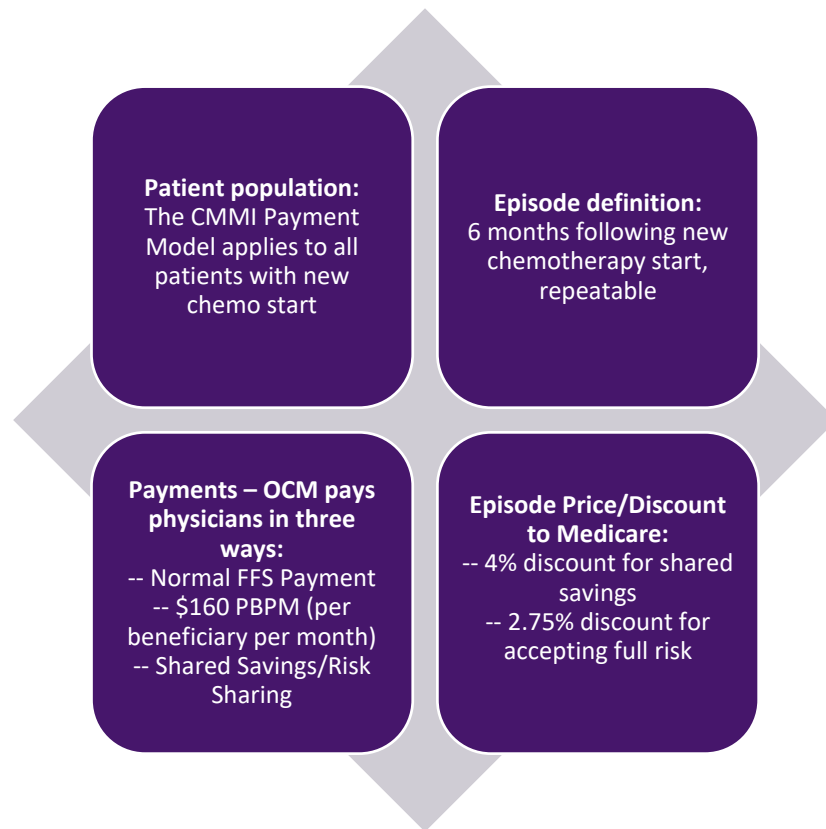 Patient population:
The CMMI Payment
Model applies to all
patients with new
chemo start
Episode definition:
6 months following new
chemotherapy start,
repeatable
Payments – OCM pays
physicians in three
ways:
-- Normal FFS Payment
-- $160 PBPM (per
beneficiary per month)
-- Shared Savings/Risk
Sharing
Episode Price/Discount
to Medicare:
-- 4% discount for shared
savings
-- 2.75% discount for
accepting full risk